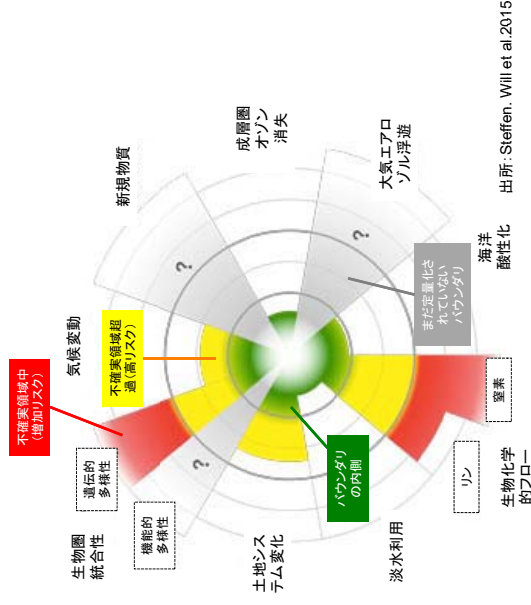 不確実領域中
(増加リスク)
気候変動
生物圏
統合性
遺伝的
多様性
不確実領域超
過(高リスク)
新規物質
機能的
多様性
?
?
成層圏
オゾン
消失
土地シス
テム変化
バウンダリ
の内側
?
大気エアロ
ゾル浮遊
淡水利用
まだ定量化さ
れていない
バウンダリ
リン
窒素
海洋
酸性化
生物化学
的フロー
出所:Steffen. Will et al.2015